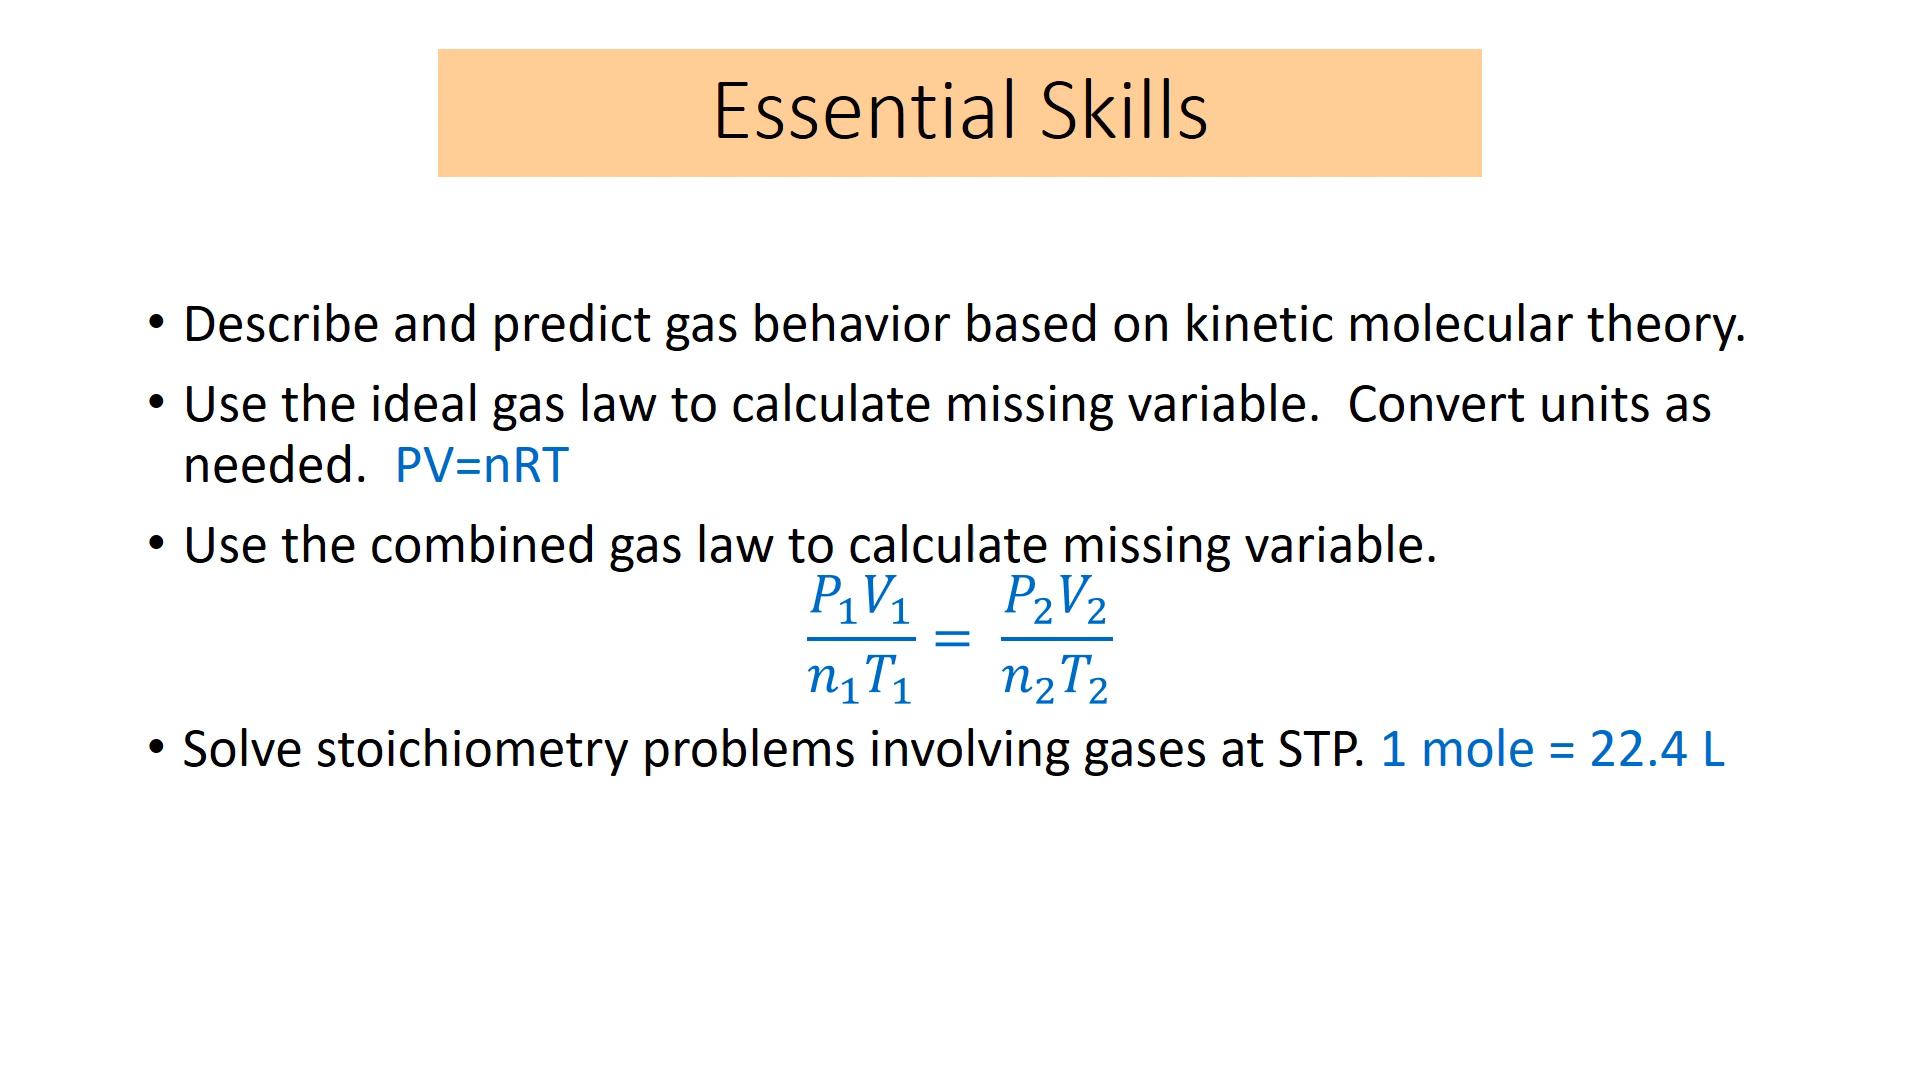 Essential Skills
• Describe and predict gas behavior based on kinetic molecular theory.
• Use the ideal gas law to calculate missing variable.  Convert units as
needed.  PV=nRT
• Use the combined gas law to calculate missing variable.
P₁V₁/n₁T₁ = P₂V₂/n₂T₂
• Solve stoichiometry problems involving gases at STP. 1 mole = 22.4 L